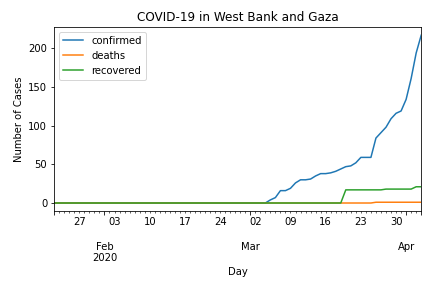 COVID-19 in West Bank and Gaza
confirmed
deaths
recovered
Number of Cases
200
150
100
50
0
27 03 10 17 24 02 09 16 23 30
Feb Mar Apr
2020
Day